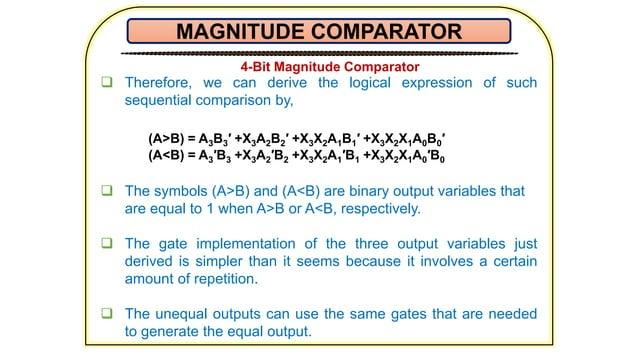 MAGNITUDE COMPARATOR
4-Bit Magnitude Comparator
❑ Therefore, we can derive the logical expression of such
sequential comparison by,
(A>B) = A₃B₃′ +X₃A₂B₂′ +X₃X₂A₁B₁′ +X₃X₂X₁A₀B₀′
(A<B) = A₃′B₃ +X₃A₂′B₂ +X₃X₂A₁′B₁ +X₃X₂X₁A₀′B₀
❑ The symbols (A>B) and (A<B) are binary output variables that
are equal to 1 when A>B or A<B, respectively.
❑ The gate implementation of the three output variables just
derived is simpler than it seems because it involves a certain
amount of repetition.
❑ The unequal outputs can use the same gates that are needed
to generate the equal output.